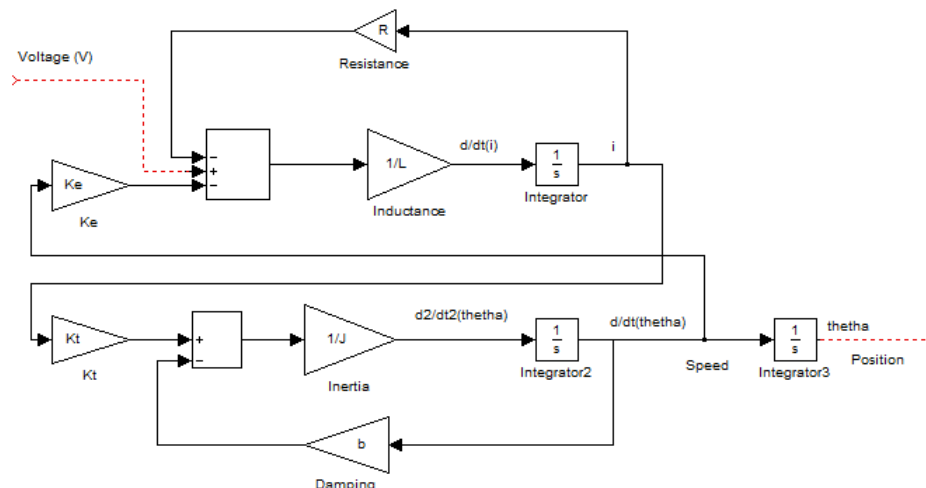 R
Resistance
Voltage (V)
−
+
−
1/L
d/dt(i)
1
s
i
Ke
Ke
Inductance
Integrator
Kt
Kt
+
−
1/J
Inertia
d2/dt2(thetha)
1
s
Integrator2
d/dt(thetha)
Speed
1
s
Integrator3
thetha
Position
b
Damping